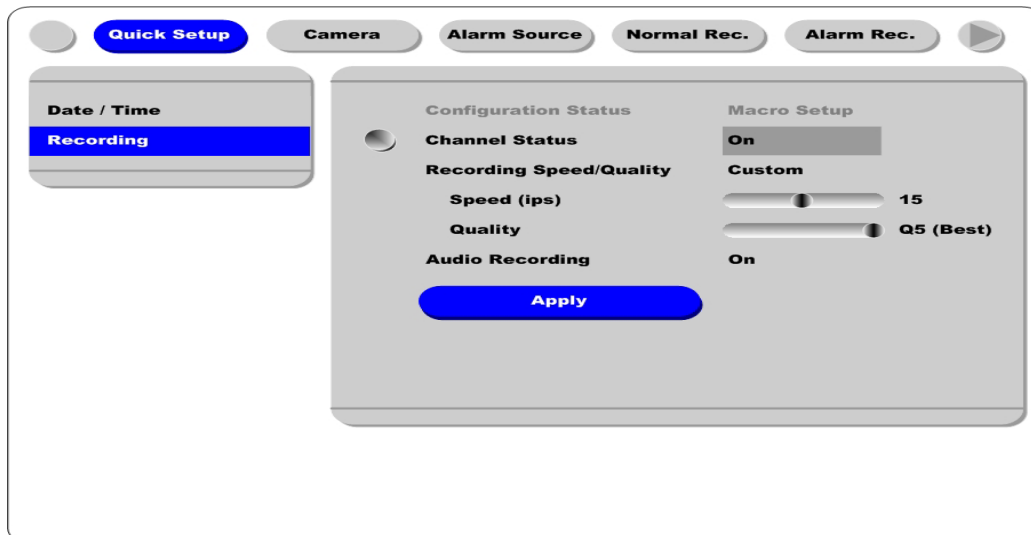 Quick Setup Camera Alarm Source Normal Rec. Alarm Rec.
Date / Time
Recording
Configuration Status Macro Setup
Channel Status On
Recording Speed/Quality Custom
Speed (ips) 15
Quality Q5 (Best)
Audio Recording On
Apply